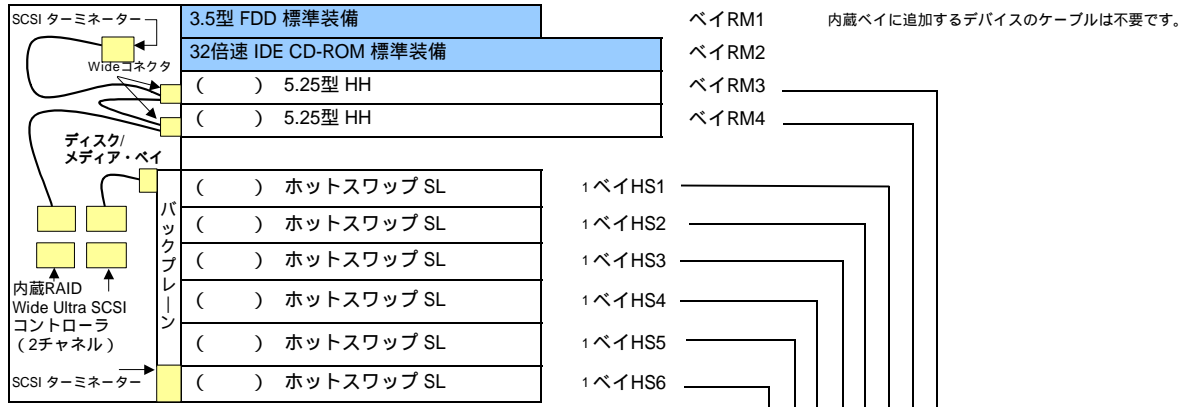 SCSI ターミネーター
3.5型 FDD 標準装備
ベイRM1
内蔵ベイに追加するデバイスのケーブルは不要です。
32倍速 IDE CD-ROM 標準装備
ベイRM2
Wideコネクタ
(　　) 5.25型 HH
ベイRM3
(　　) 5.25型 HH
ベイRM4
ディスク/
メディア・ベイ
バックプレーン
(　　) ホットスワップ SL
1 ベイHS1
(　　) ホットスワップ SL
1 ベイHS2
(　　) ホットスワップ SL
1 ベイHS3
(　　) ホットスワップ SL
1 ベイHS4
(　　) ホットスワップ SL
1 ベイHS5
(　　) ホットスワップ SL
1 ベイHS6
内蔵RAID
Wide Ultra SCSI
コントローラ
（2チャネル）
SCSI ターミネーター